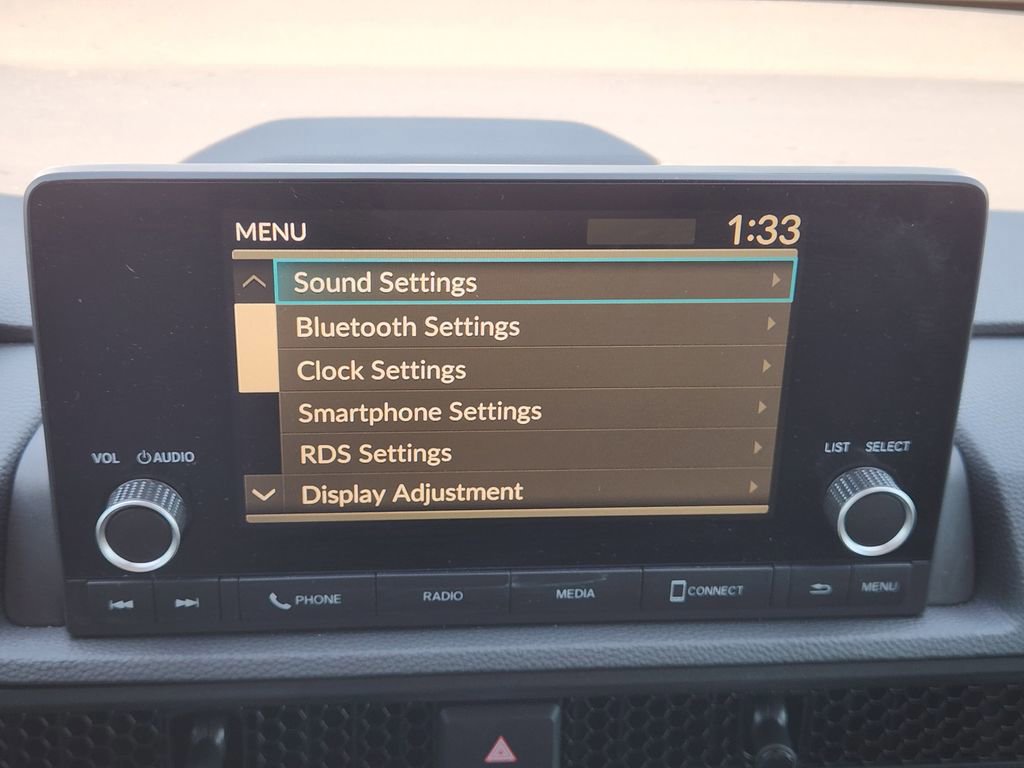 MENU 1:33
Sound Settings
Bluetooth Settings
Clock Settings
Smartphone Settings
RDS Settings
Display Adjustment
VOL AUDIO
LIST SELECT
PHONE RADIO MEDIA CONNECT MENU